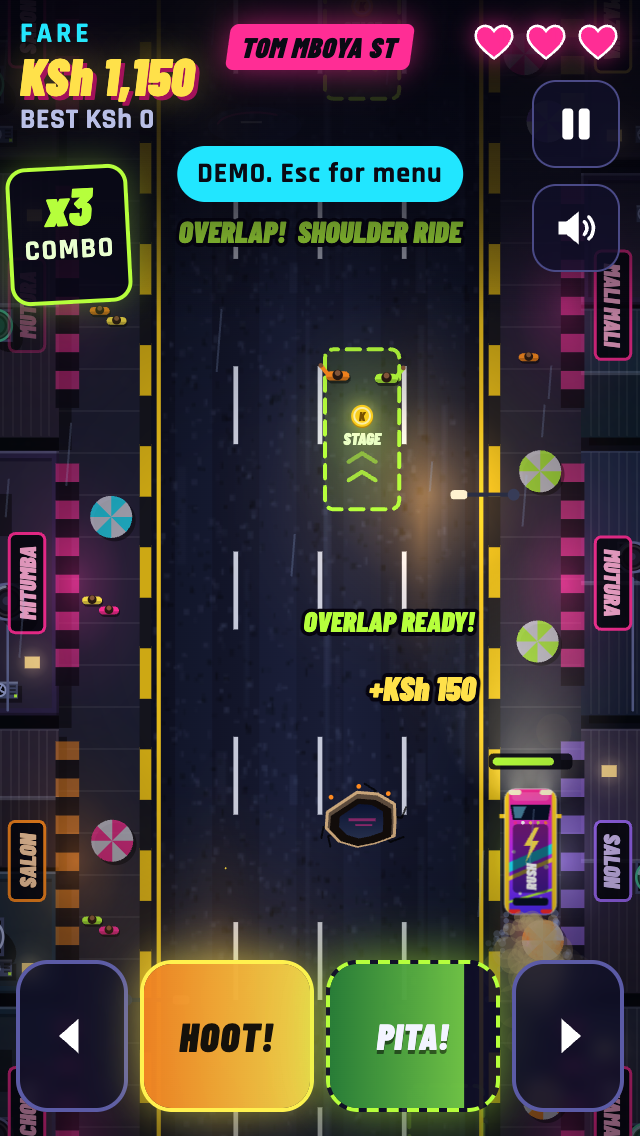 FARE
KSh 1,150
BEST KSh 0
TOM MBOYA ST
DEMO. Esc for menu
x3
COMBO
OVERLAP! SHOULDER RIDE
MALI MALI
K
STAGE
MITUMBA
MUTURA
OVERLAP READY!
+KSh 150
SALON
RUSH
SALON
HOOT!
PITA!